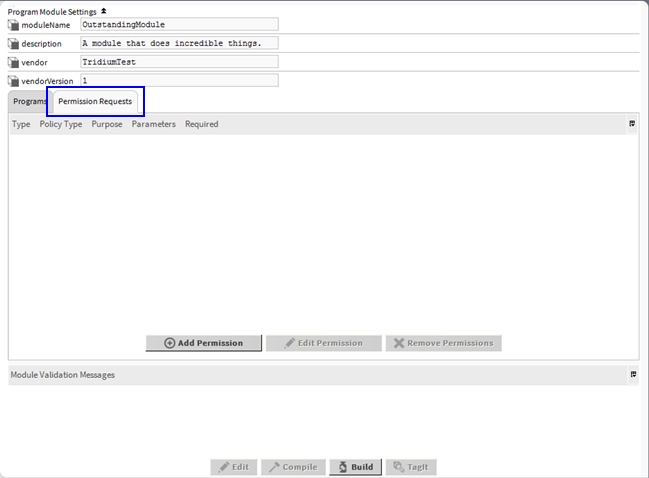 Program Module Settings
moduleName OutstandingModule
description A module that does incredible things.
vendor TridiumTest
vendorVersion 1
Programs Permission Requests
Type Policy Type Purpose Parameters Required
Add Permission Edit Permission Remove Permissions
Module Validation Messages
Edit Compile Build TagIt